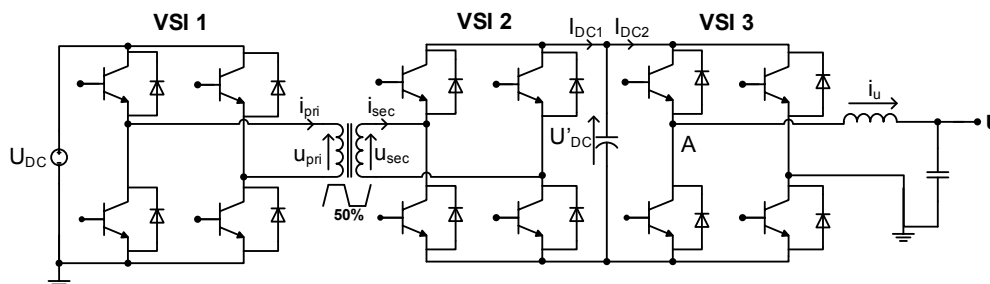 VSI 1
VSI 2
VSI 3
I_DC1
I_DC2
i_pri
i_sec
i_u
U_DC
u_pri
u_sec
U'_DC
A
U
50%